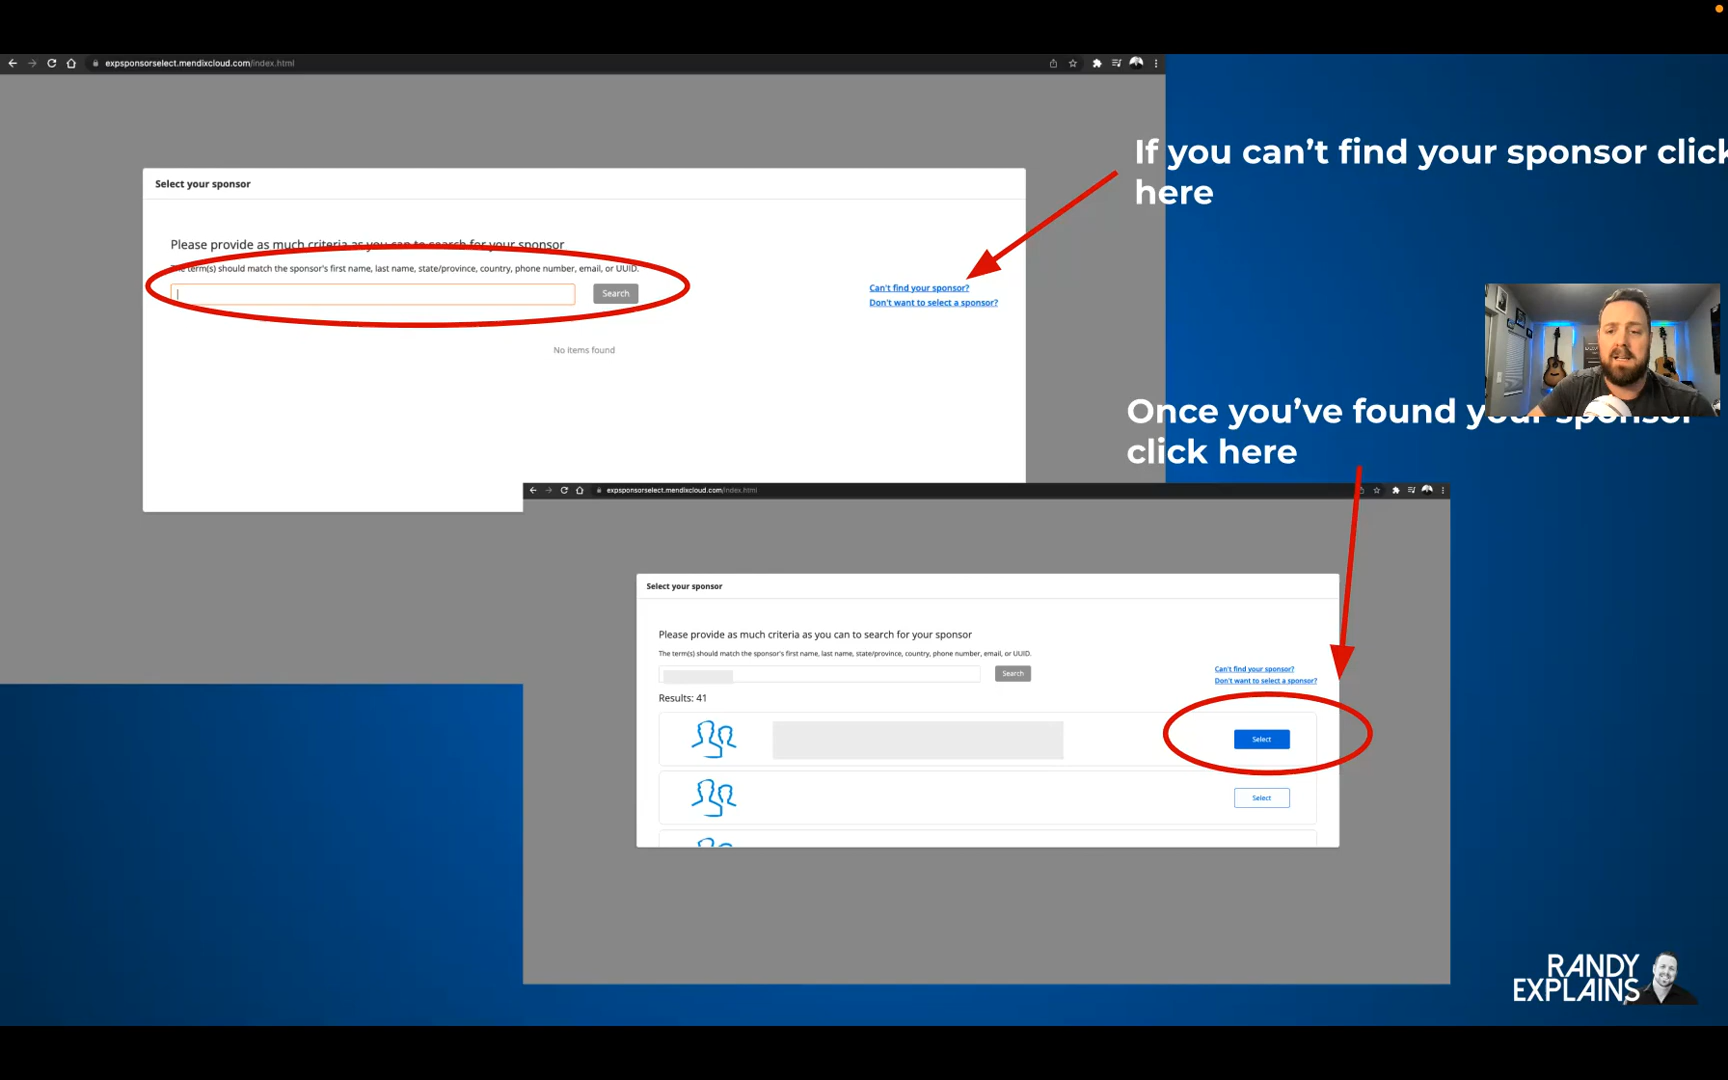 expsponsorselect.mendixcloud.com/index.html
If you can't find your sponsor click
here
Select your sponsor
Please provide as much criteria as you can to search for your sponsor
The term(s) should match the sponsor's first name, last name, state/province, country, phone number, email, or UUID.
Search
Can't find your sponsor?
Don't want to select a sponsor?
No items found
Once you've found your sponsor
click here
expsponsorselect.mendixcloud.com/index.html
Select your sponsor
Please provide as much criteria as you can to search for your sponsor
The term(s) should match the sponsor's first name, last name, state/province, country, phone number, email, or UUID.
Search
Can't find your sponsor?
Don't want to select a sponsor?
Results: 41
Select
Select
RANDY
EXPLAINS